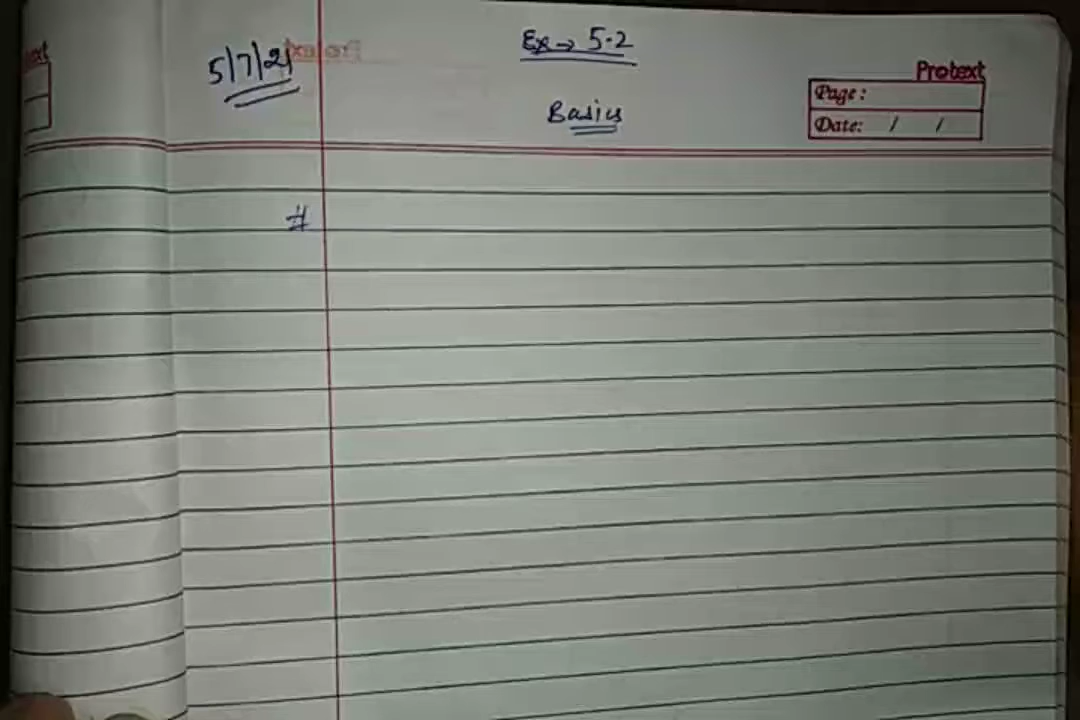 Ex → 5.2
5/7/21
Protext
Basics
Page:
Date: / /
#